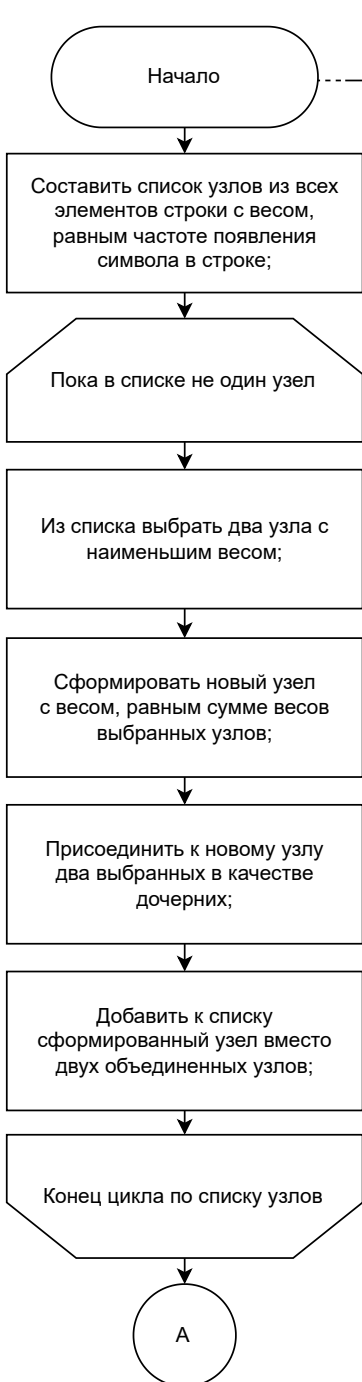 Начало
Составить список узлов из всех
элементов строки с весом,
равным частоте появления
символа в строке;
Пока в списке не один узел
Из списка выбрать два узла с
наименьшим весом;
Сформировать новый узел
с весом, равным сумме весов
выбранных узлов;
Присоединить к новому узлу
два выбранных в качестве
дочерних;
Добавить к списку
сформированный узел вместо
двух объединенных узлов;
Конец цикла по списку узлов
А